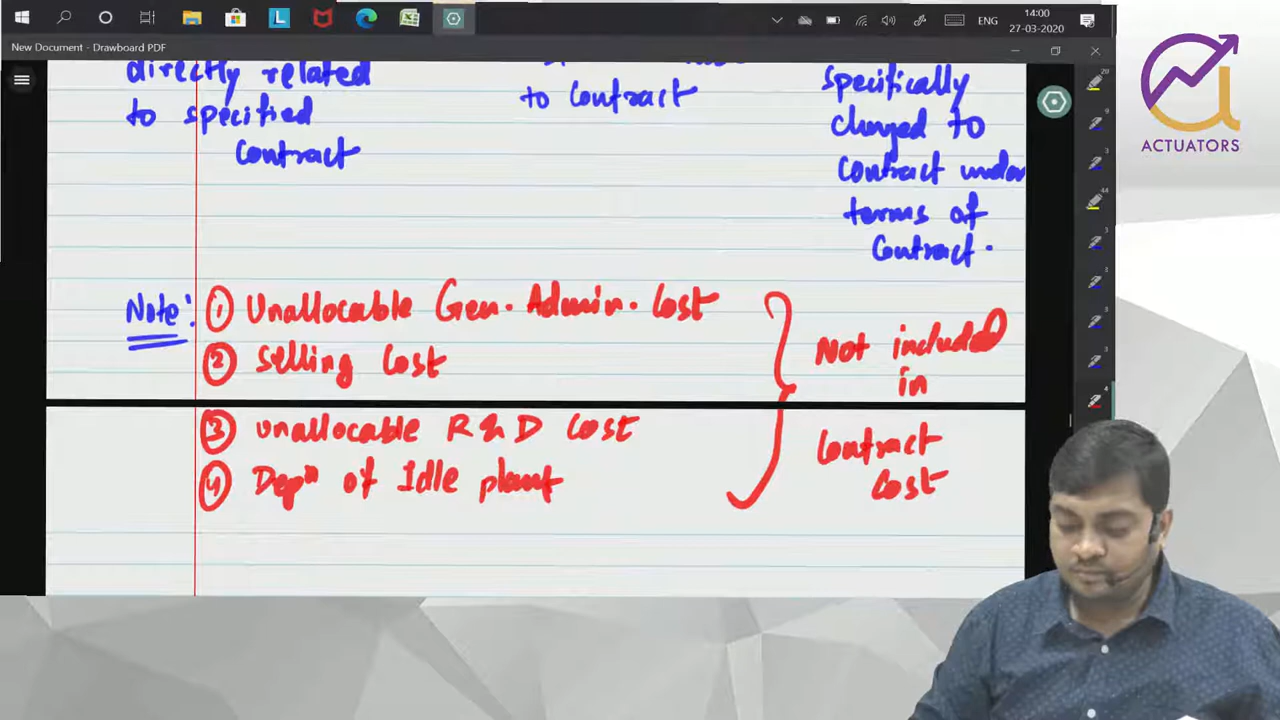 14:00
ENG
27-03-2020
New Document - Drawboard PDF
directly related
to specified
Contract
to Contract
specifically
charged to
Contract under
terms of
Contract.
ACTUATORS
Note:
① Unallocable Gen. Admin. Cost
② Selling Cost
③ unallocable R & D Cost
④ Depⁿ of Idle plant
Not included
in
Contract
Cost